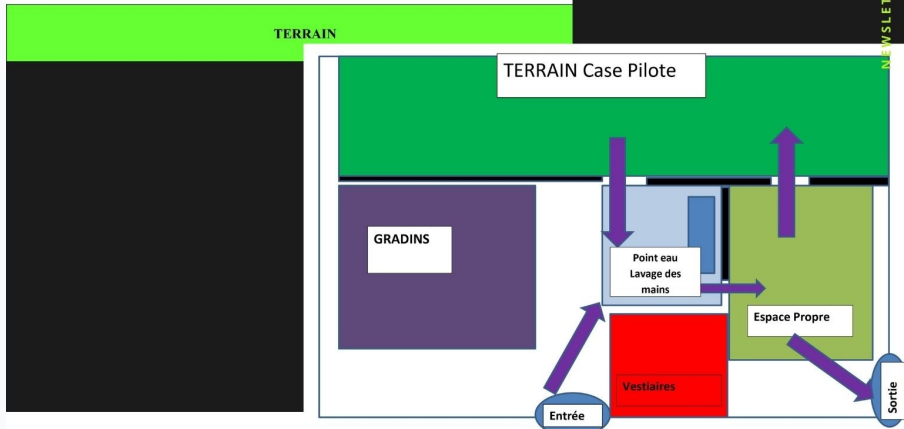 TERRAIN
NEWSLET
TERRAIN Case Pilote
GRADINS
Point eau
Lavage des
mains
Espace Propre
Vestiaires
Entrée
Sortie